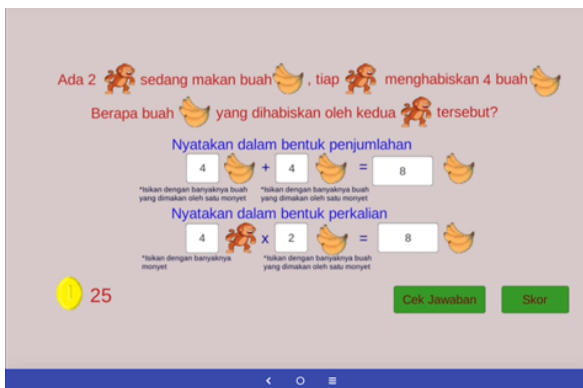 Ada 2 sedang makan buah , tiap menghabiskan 4 buah
Berapa buah yang dihabiskan oleh kedua tersebut?
Nyatakan dalam bentuk penjumlahan
4 + 4 = 8
*Isikan dengan banyaknya buah yang dimakan oleh satu monyet
*Isikan dengan banyaknya buah yang dimakan oleh satu monyet
Nyatakan dalam bentuk perkalian
4 x 2 = 8
*Isikan dengan banyaknya monyet
*Isikan dengan banyaknya buah yang dimakan oleh satu monyet
1 25
Cek Jawaban Skor